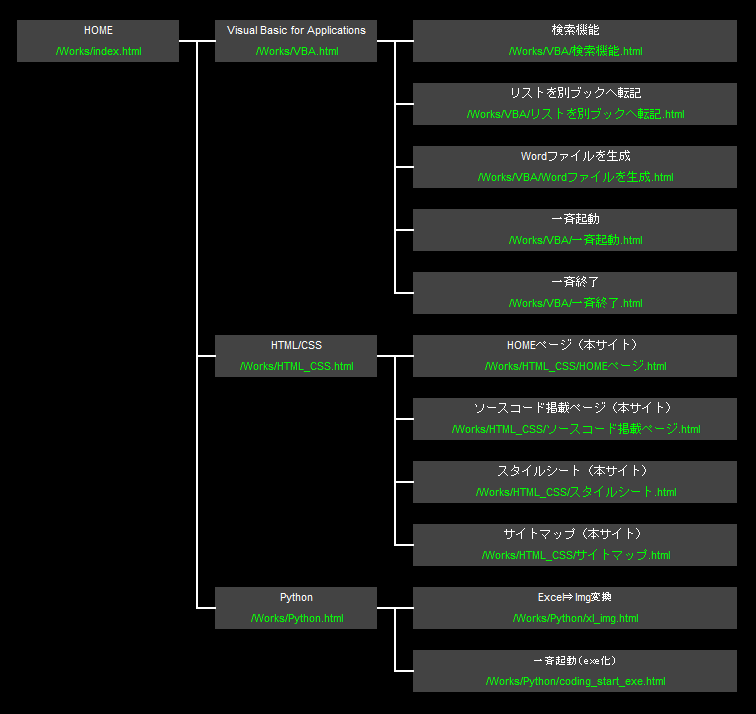 HOME
/Works/index.html
Visual Basic for Applications
/Works/VBA.html
検索機能
/Works/VBA/検索機能.html
リストを別ブックへ転記
/Works/VBA/リストを別ブックへ転記.html
Wordファイルを生成
/Works/VBA/Wordファイルを生成.html
一斉起動
/Works/VBA/一斉起動.html
一斉終了
/Works/VBA/一斉終了.html
HTML/CSS
/Works/HTML_CSS.html
HOMEページ（本サイト）
/Works/HTML_CSS/HOMEページ.html
ソースコード掲載ページ（本サイト）
/Works/HTML_CSS/ソースコード掲載ページ.html
スタイルシート（本サイト）
/Works/HTML_CSS/スタイルシート.html
サイトマップ（本サイト）
/Works/HTML_CSS/サイトマップ.html
Python
/Works/Python.html
Excel⇔Img変換
/Works/Python/xl_img.html
一斉起動(exe化)
/Works/Python/coding_start_exe.html